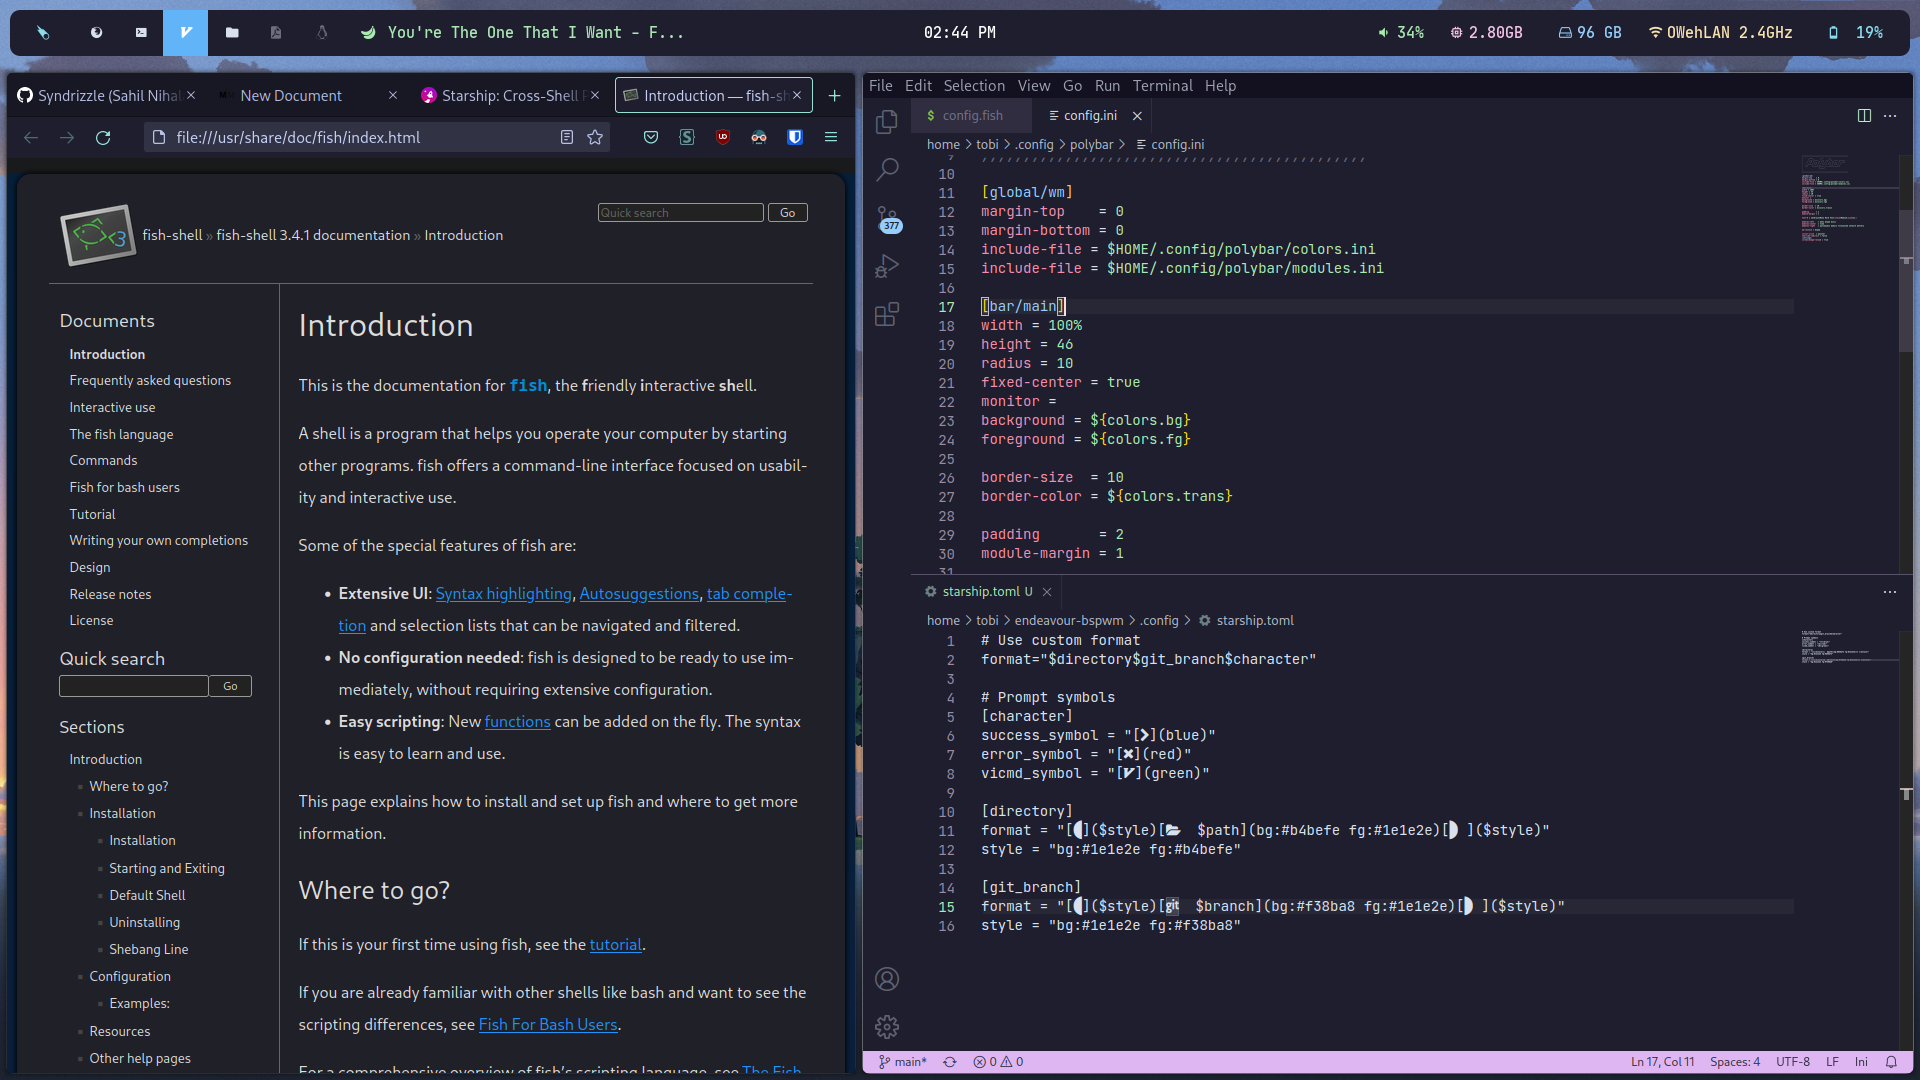 You're The One That I Want - F...
02:44 PM
34%
2.80GB
96 GB
OWehLAN 2.4GHz
19%
Syndrizzle (Sahil Niha
New Document
Starship: Cross-Shell
Introduction — fish-s
file:///usr/share/doc/fish/index.html
Quick search
Go
fish-shell » fish-shell 3.4.1 documentation » Introduction
Documents
Introduction
Frequently asked questions
Interactive use
The fish language
Commands
Fish for bash users
Tutorial
Writing your own completions
Design
Release notes
License
Quick search
Go
Sections
Introduction
Where to go?
Installation
Installation
Starting and Exiting
Default Shell
Uninstalling
Shebang Line
Configuration
Examples:
Resources
Other help pages
Introduction
This is the documentation for fish, the friendly interactive shell.
A shell is a program that helps you operate your computer by starting
other programs. fish offers a command-line interface focused on usabil-
ity and interactive use.
Some of the special features of fish are:
• Extensive UI: Syntax highlighting, Autosuggestions, tab comple-
tion and selection lists that can be navigated and filtered.
• No configuration needed: fish is designed to be ready to use im-
mediately, without requiring extensive configuration.
• Easy scripting: New functions can be added on the fly. The syntax
is easy to learn and use.
This page explains how to install and set up fish and where to get more
information.
Where to go?
If this is your first time using fish, see the tutorial.
If you are already familiar with other shells like bash and want to see the
scripting differences, see Fish For Bash Users.
For a comprehensive overview of fish's scripting language, see The Fish
File Edit Selection View Go Run Terminal Help
config.fish
config.ini
home > tobi > .config > polybar > config.ini
377
10
11 [global/wm]
12 margin-top    = 0
13 margin-bottom = 0
14 include-file = $HOME/.config/polybar/colors.ini
15 include-file = $HOME/.config/polybar/modules.ini
16
17 [bar/main]
18 width = 100%
19 height = 46
20 radius = 10
21 fixed-center = true
22 monitor =
23 background = ${colors.bg}
24 foreground = ${colors.fg}
25
26 border-size  = 10
27 border-color = ${colors.trans}
28
29 padding       = 2
30 module-margin = 1
31
starship.toml U
home > tobi > endeavour-bspwm > .config > starship.toml
1 # Use custom format
2 format="$directory$git_branch$character"
3
4 # Prompt symbols
5 [character]
6 success_symbol = "[❯](blue)"
7 error_symbol = "[✖](red)"
8 vicmd_symbol = "[](green)"
9
10 [directory]
11 format = "[]($style)[  $path](bg:#b4befe fg:#1e1e2e)[ ]($style)"
12 style = "bg:#1e1e2e fg:#b4befe"
13
14 [git_branch]
15 format = "[]($style)[git  $branch](bg:#f38ba8 fg:#1e1e2e)[ ]($style)"
16 style = "bg:#1e1e2e fg:#f38ba8"
main*
0 0
Ln 17, Col 11
Spaces: 4
UTF-8
LF
Ini